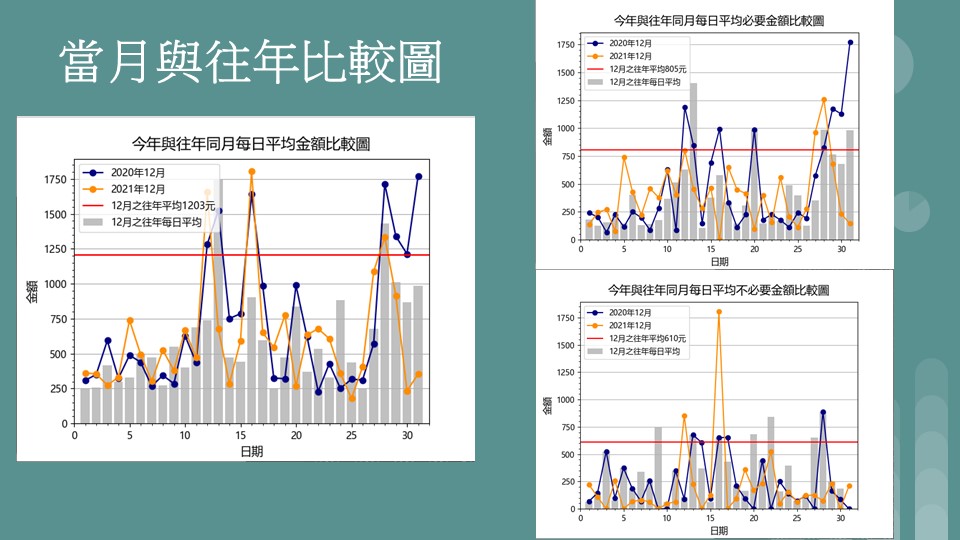 當月與往年比較圖
今年與往年同月每日平均金額比較圖
2020年12月
2021年12月
12月之往年平均1203元
12月之往年每日平均
金額
1750
1500
1250
1000
750
500
250
0
0 5 10 15 20 25 30
日期
今年與往年同月每日平均必要金額比較圖
2020年12月
2021年12月
12月之往年平均805元
12月之往年每日平均
金額
1750
1500
1250
1000
750
500
250
0
0 5 10 15 20 25 30
日期
今年與往年同月每日平均不必要金額比較圖
2020年12月
2021年12月
12月之往年平均610元
12月之往年每日平均
金額
1750
1500
1250
1000
750
500
250
0
0 5 10 15 20 25 30
日期